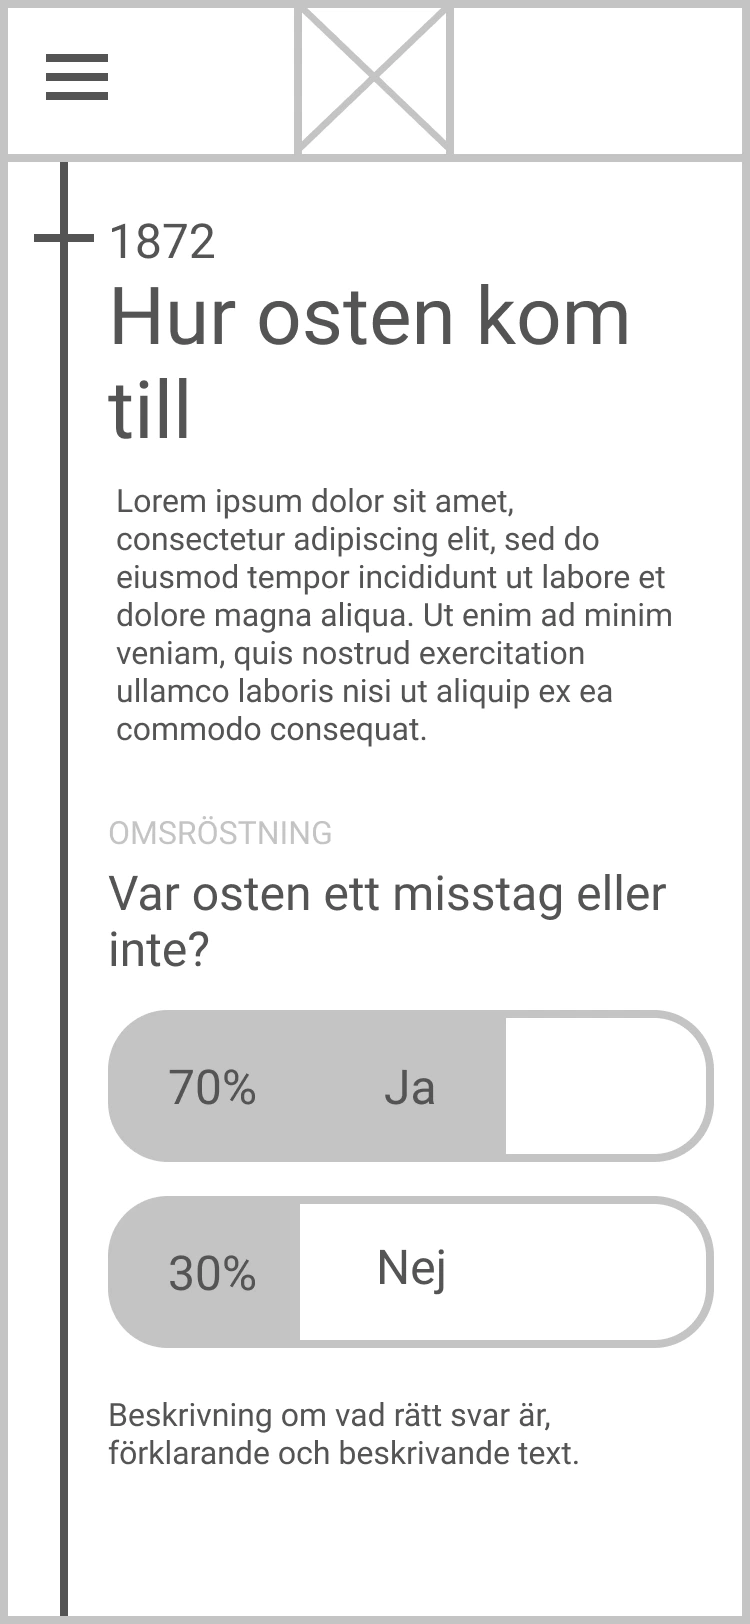 1872
Hur osten kom
till
Lorem ipsum dolor sit amet,
consectetur adipiscing elit, sed do
eiusmod tempor incididunt ut labore et
dolore magna aliqua. Ut enim ad minim
veniam, quis nostrud exercitation
ullamco laboris nisi ut aliquip ex ea
commodo consequat.
OMSRÖSTNING
Var osten ett misstag eller
inte?
70% Ja
30% Nej
Beskrivning om vad rätt svar är,
förklarande och beskrivande text.